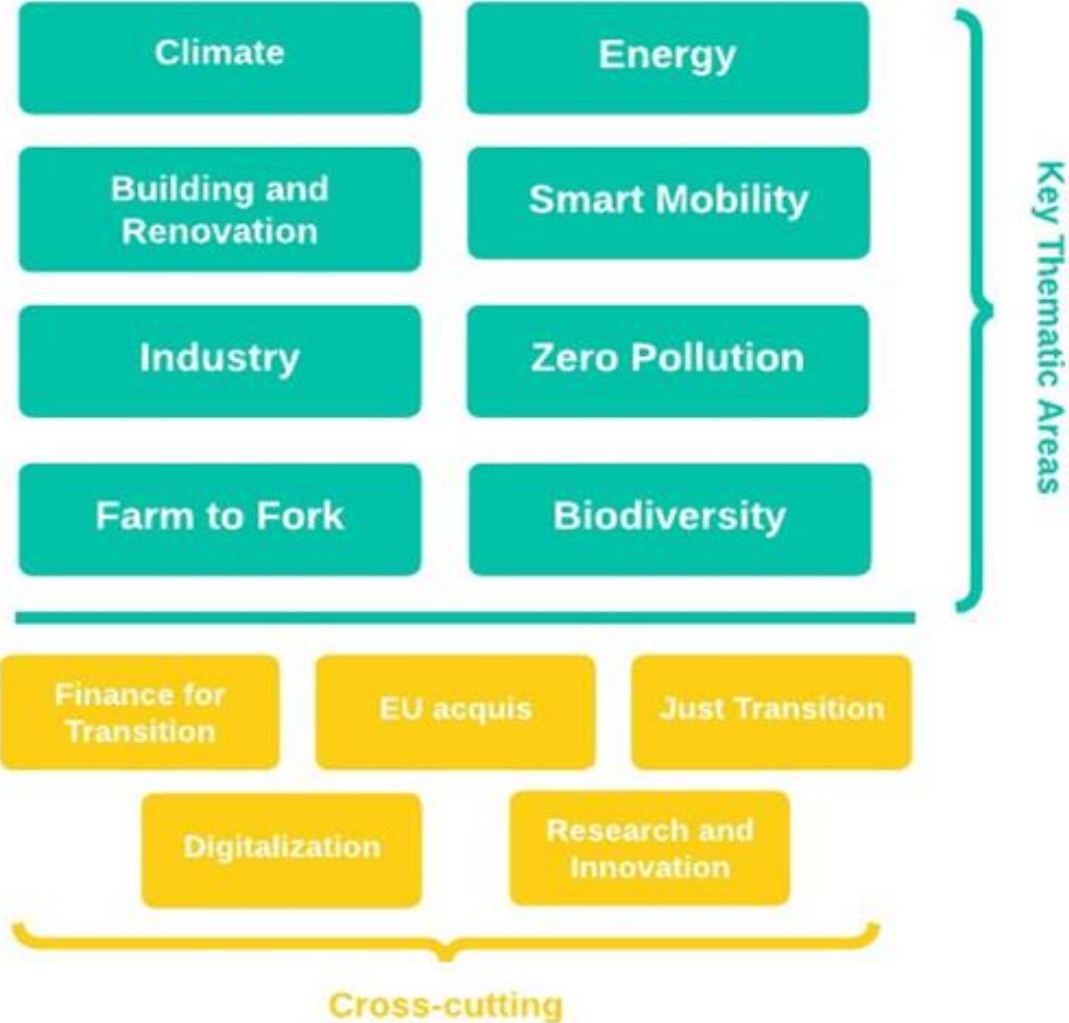 Climate
Energy
Building and
Renovation
Smart Mobility
Industry
Zero Pollution
Farm to Fork
Biodiversity
Key Thematic Areas
Finance for
Transition
EU acquis
Just Transition
Digitalization
Research and
Innovation
Cross-cutting